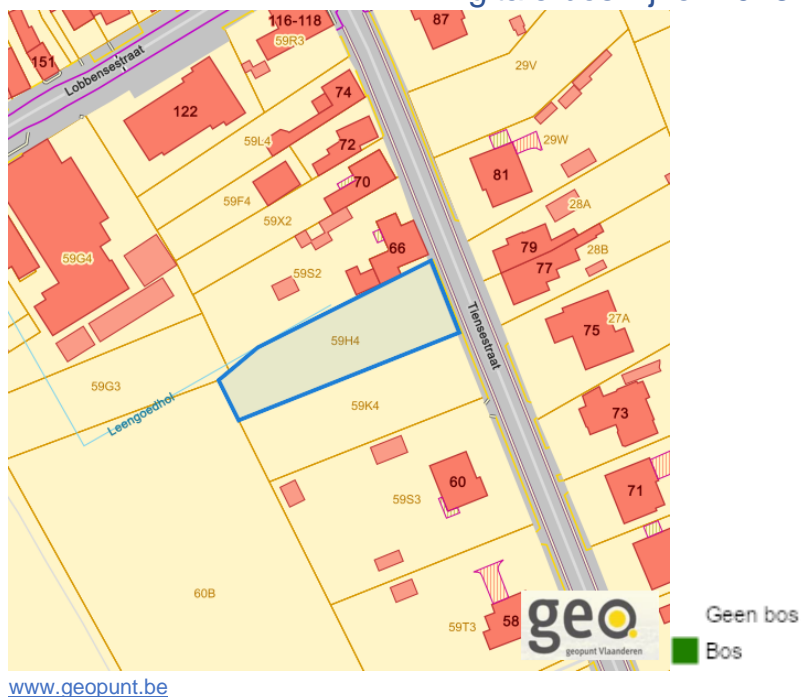 116-118
59R3
87
151
Lobbensestraat
29V
122
74
59L4
72
29W
81
70
59F4
28A
59X2
66
79
28B
59G4
77
59S2
27A
75
59H4
Tiensestraat
59G3
Leengoedhol
59K4
73
60
59S3
71
60B
59T3
58
geo.
geopunt Vlaanderen
Geen bos
Bos
www.geopunt.be